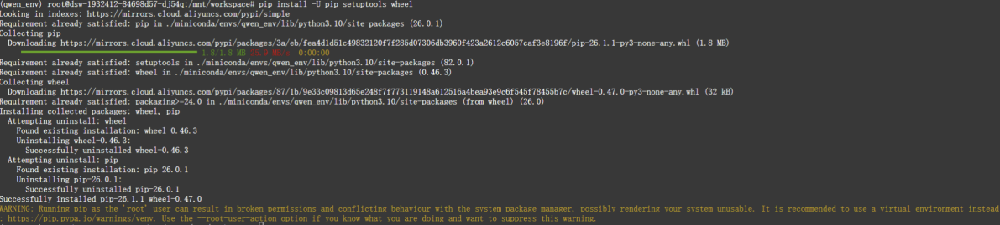 (qwen_env) root@dsw-1932412-84698d57-dj54q:/mnt/workspace# pip install -U pip setuptools wheel
Looking in indexes: https://mirrors.cloud.aliyuncs.com/pypi/simple
Requirement already satisfied: pip in ./miniconda/envs/qwen_env/lib/python3.10/site-packages (26.0.1)
Collecting pip
  Downloading https://mirrors.cloud.aliyuncs.com/pypi/packages/3a/eb/fea4d1d51c49832120f7f285d07306db3960f423a2612c6057caf3e8196f/pip-26.1.1-py3-none-any.whl (1.8 MB)
1.8/1.8 MB 25.9 MB/s 0:00:00
Requirement already satisfied: setuptools in ./miniconda/envs/qwen_env/lib/python3.10/site-packages (82.0.1)
Requirement already satisfied: wheel in ./miniconda/envs/qwen_env/lib/python3.10/site-packages (0.46.3)
Collecting wheel
  Downloading https://mirrors.cloud.aliyuncs.com/pypi/packages/87/1b/9e33c09813d65e248f7f773119148a612516a4bea93e9c6f545f78455b7c/wheel-0.47.0-py3-none-any.whl (32 kB)
Requirement already satisfied: packaging>=24.0 in ./miniconda/envs/qwen_env/lib/python3.10/site-packages (from wheel) (26.0)
Installing collected packages: wheel, pip
  Attempting uninstall: wheel
    Found existing installation: wheel 0.46.3
    Uninstalling wheel-0.46.3:
      Successfully uninstalled wheel-0.46.3
  Attempting uninstall: pip
    Found existing installation: pip 26.0.1
    Uninstalling pip-26.0.1:
      Successfully uninstalled pip-26.0.1
Successfully installed pip-26.1.1 wheel-0.47.0
WARNING: Running pip as the 'root' user can result in broken permissions and conflicting behaviour with the system package manager, possibly rendering your system unusable. It is recommended to use a virtual environment instead
: https://pip.pypa.io/warnings/venv. Use the --root-user-action option if you know what you are doing and want to suppress this warning.